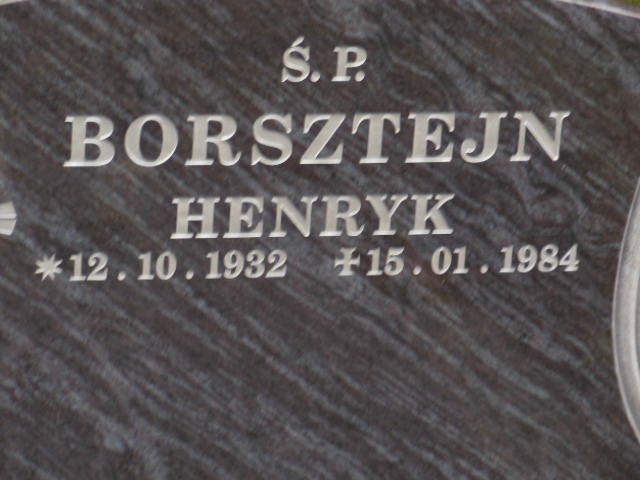 Ś. P.
BORSZTEJN
HENRYK
✴12.10.1932 ✝15.01.1984